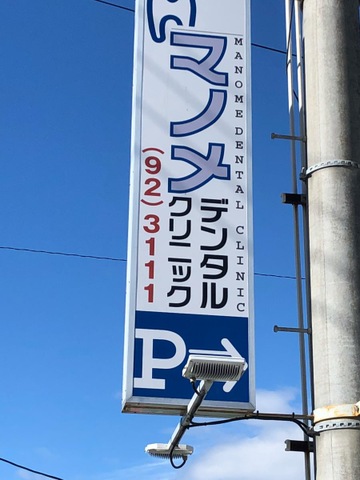 MANOME DENTAL CLINIC
マノメ
デンタル
クリニック
(92)3111
P→